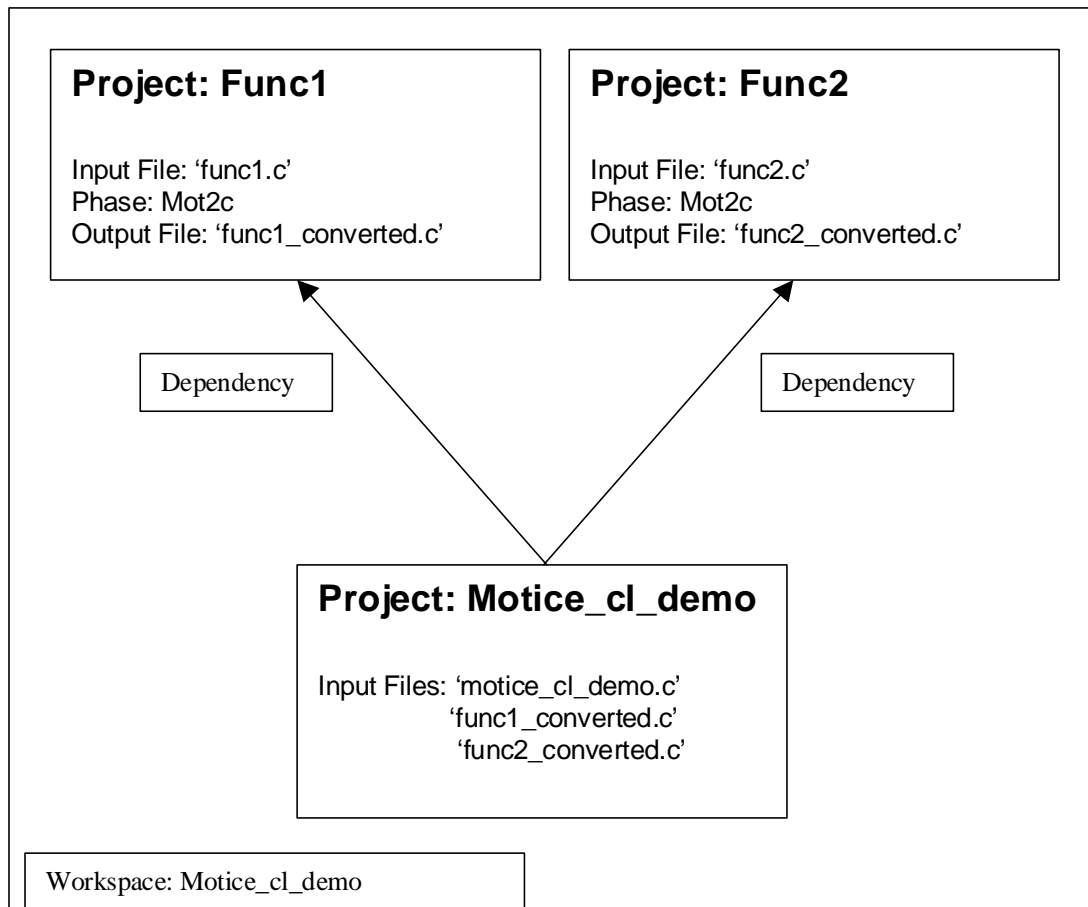 Project: Func1
Input File: ‘func1.c’
Phase: Mot2c
Output File: ‘func1_converted.c’
Project: Func2
Input File: ‘func2.c’
Phase: Mot2c
Output File: ‘func2_converted.c’
Dependency
Dependency
Project: Motice_cl_demo
Input Files: ‘motice_cl_demo.c’
‘func1_converted.c’
‘func2_converted.c’
Workspace: Motice_cl_demo